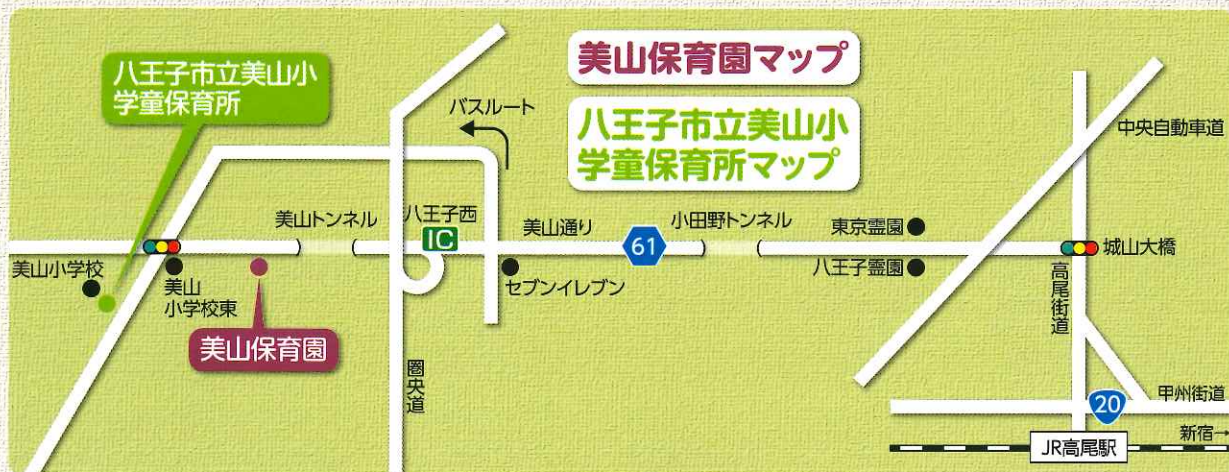 美山保育園マップ
八王子市立美山小
学童保育所マップ
八王子市立美山小
学童保育所
バスルート
中央自動車道
美山トンネル
八王子西
IC
美山通り
61
小田野トンネル
東京霊園
八王子霊園
城山大橋
美山小学校
美山
小学校東
セブンイレブン
高尾街道
美山保育園
圏央道
20
甲州街道
新宿→
JR高尾駅